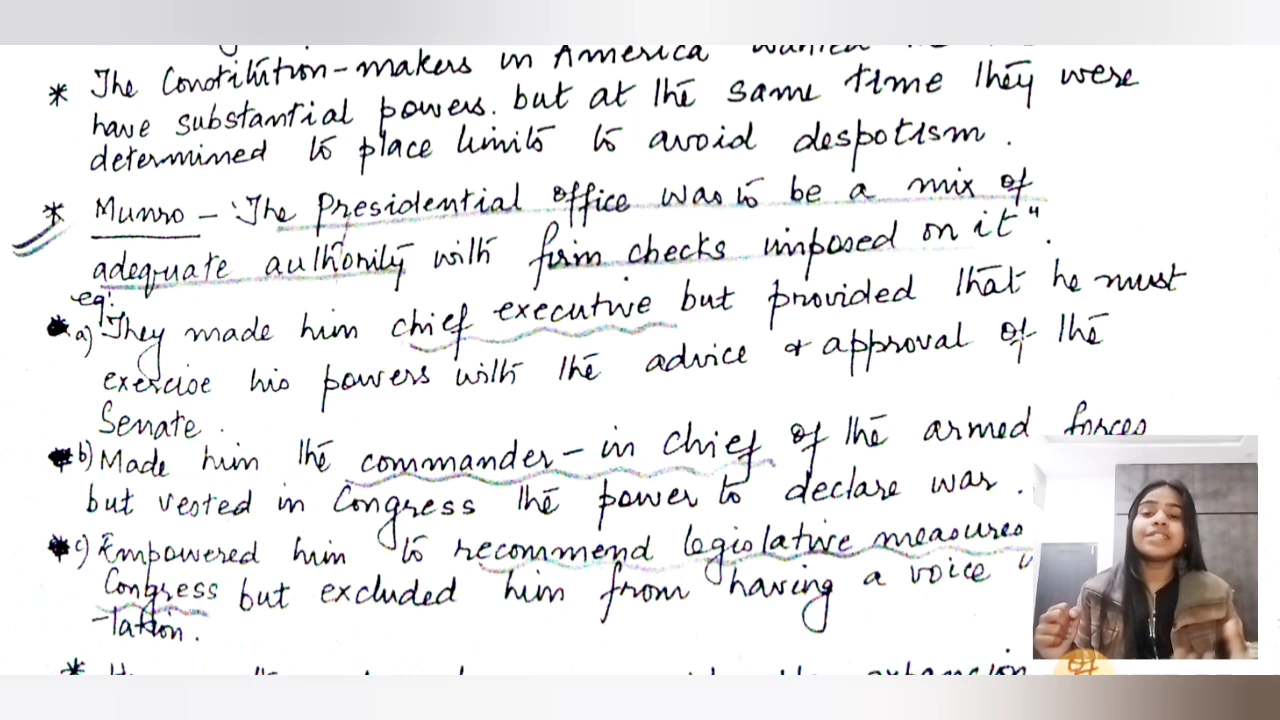 * The Constitution-makers in America wanted
have substantial powers. but at the same time they were
determined to place limits to avoid despotism.
* Munro - "The presidential office was to be a mix of
adequate authority with firm checks imposed on it".
eg:
a) They made him chief executive but provided that he must
exercise his powers with the advice & approval of the
Senate.
b) Made him the commander-in chief of the armed forces
but vested in Congress the power to declare war.
c) Empowered him to recommend legislative measures
Congress but excluded him from having a voice
-tation.
*